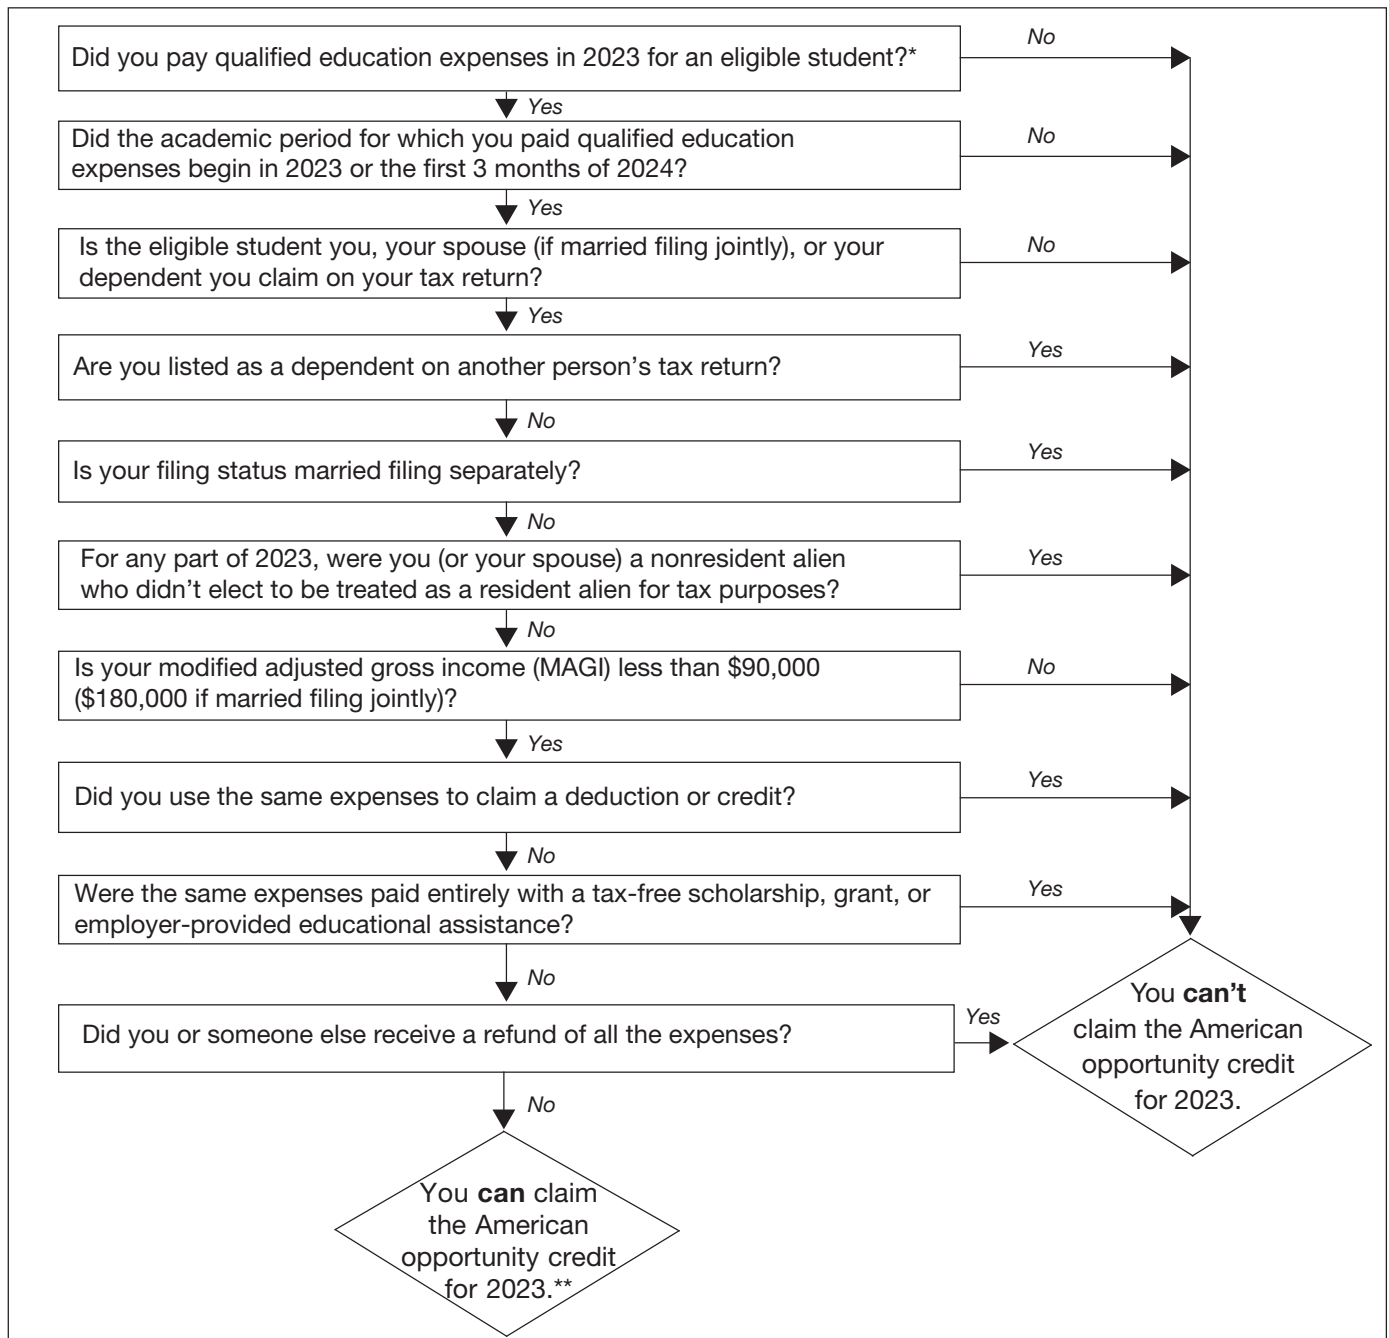 Did you pay qualified education expenses in 2023 for an eligible student?*
No
Yes
Did the academic period for which you paid qualified education
expenses begin in 2023 or the first 3 months of 2024?
No
Yes
Is the eligible student you, your spouse (if married filing jointly), or your
dependent you claim on your tax return?
No
Yes
Are you listed as a dependent on another person’s tax return?
Yes
No
Is your filing status married filing separately?
Yes
No
For any part of 2023, were you (or your spouse) a nonresident alien
who didn’t elect to be treated as a resident alien for tax purposes?
Yes
No
Is your modified adjusted gross income (MAGI) less than $90,000
($180,000 if married filing jointly)?
No
Yes
Did you use the same expenses to claim a deduction or credit?
Yes
No
Were the same expenses paid entirely with a tax-free scholarship, grant, or
employer-provided educational assistance?
Yes
No
Did you or someone else receive a refund of all the expenses?
Yes
You can’t
claim the American
opportunity credit
for 2023.
No
You can claim
the American
opportunity credit
for 2023.**